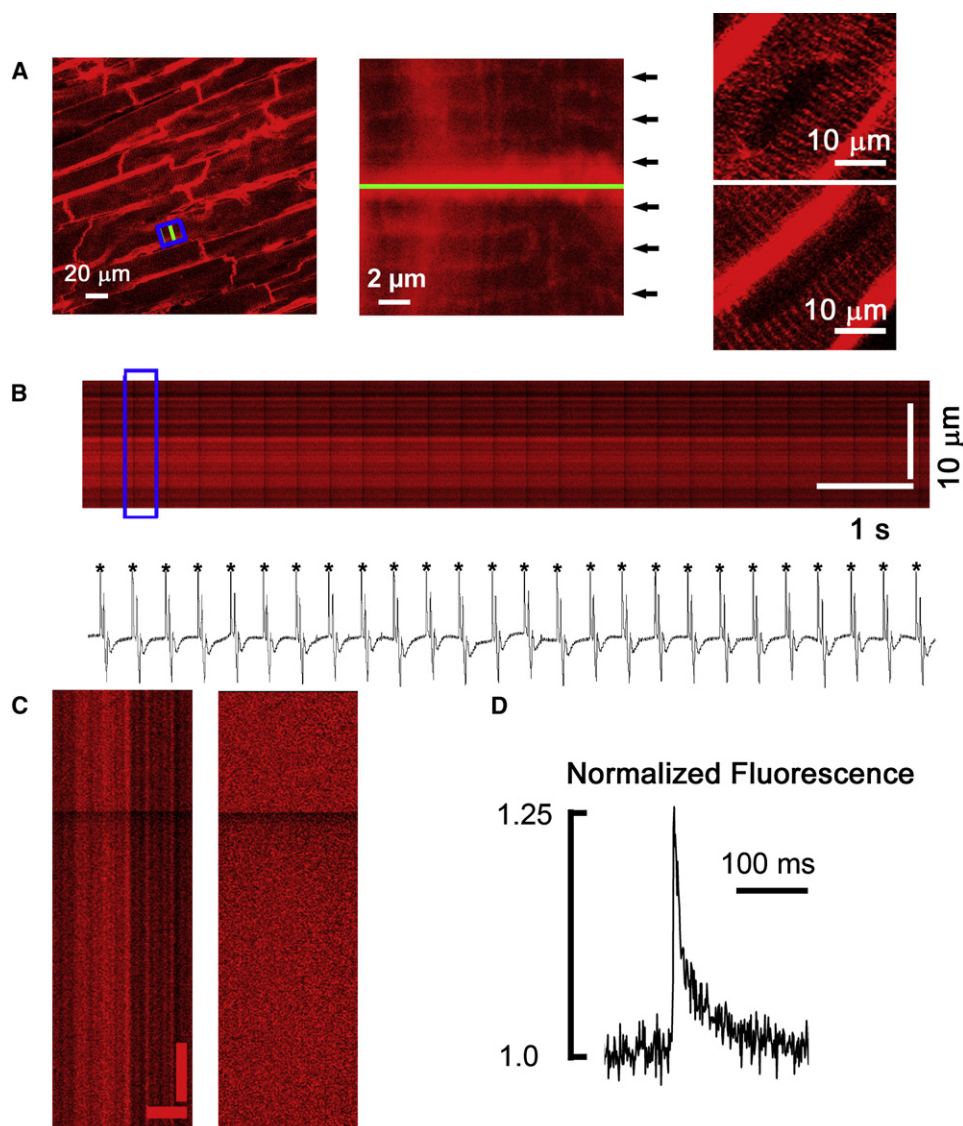 A
20 μm
2 μm
10 μm
10 μm
B
10 μm
1 s
* * * * * * * * * * * * * * * * * * * * * * * * * *
C
D
Normalized Fluorescence
1.25
100 ms
1.0